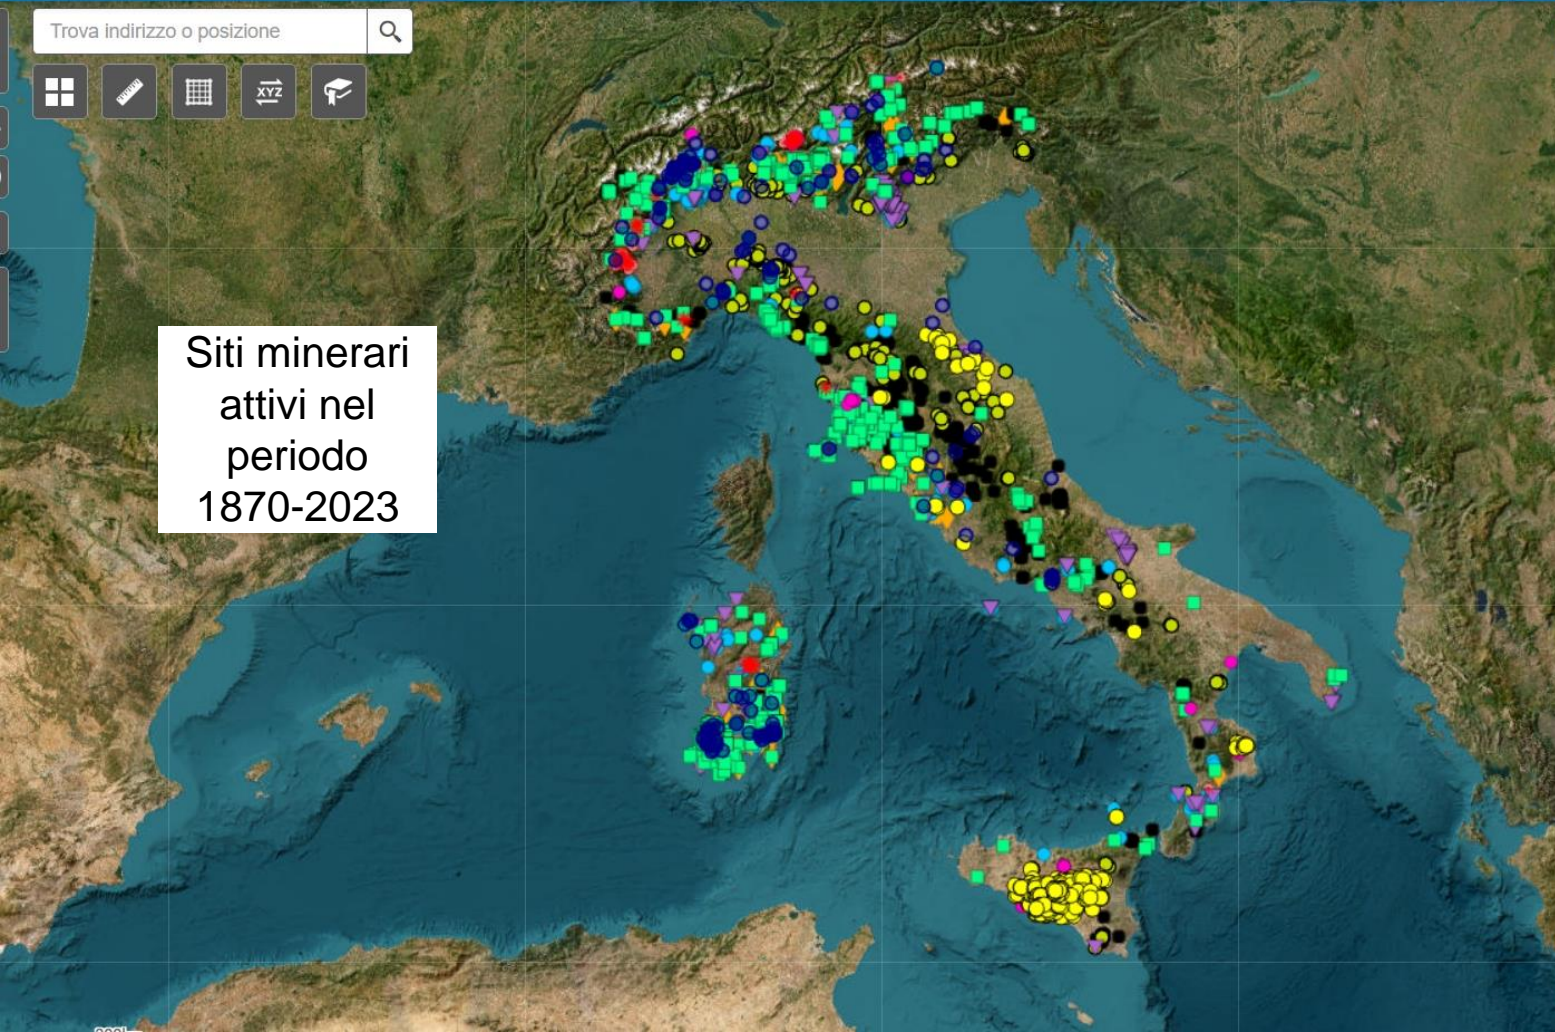 Trova indirizzo o posizione
XYZ
Siti minerari
attivi nel
periodo
1870-2023